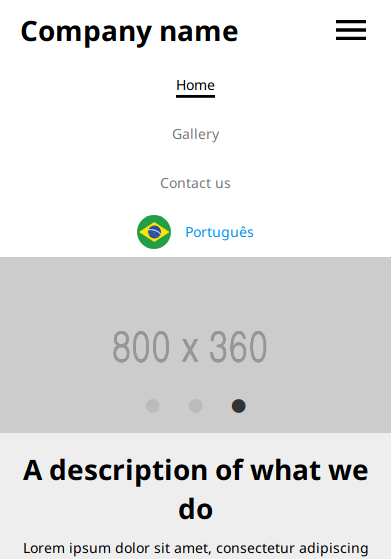 Company name
Home
Gallery
Contact us
Português
800 x 360
A description of what we
do
Lorem ipsum dolor sit amet, consectetur adipiscing